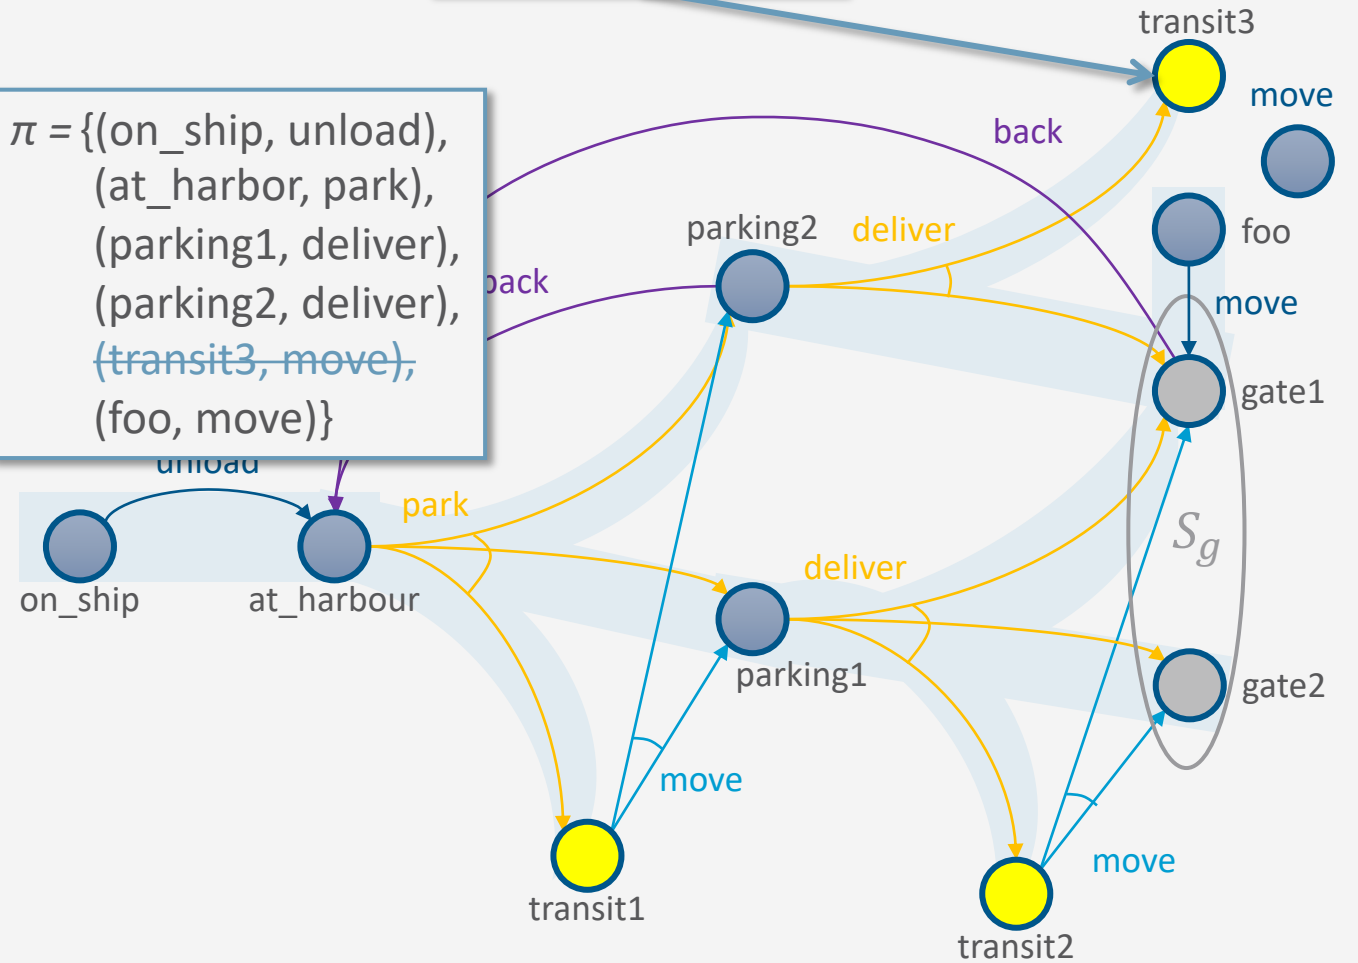 transit3
move
π = {(on_ship, unload),
(at_harbor, park),
(parking1, deliver),
(parking2, deliver),
(transit3, move),
(foo, move)}
back
parking2
deliver
foo
back
move
gate1
unload
park
S_g
deliver
on_ship
at_harbour
parking1
gate2
move
move
transit1
transit2